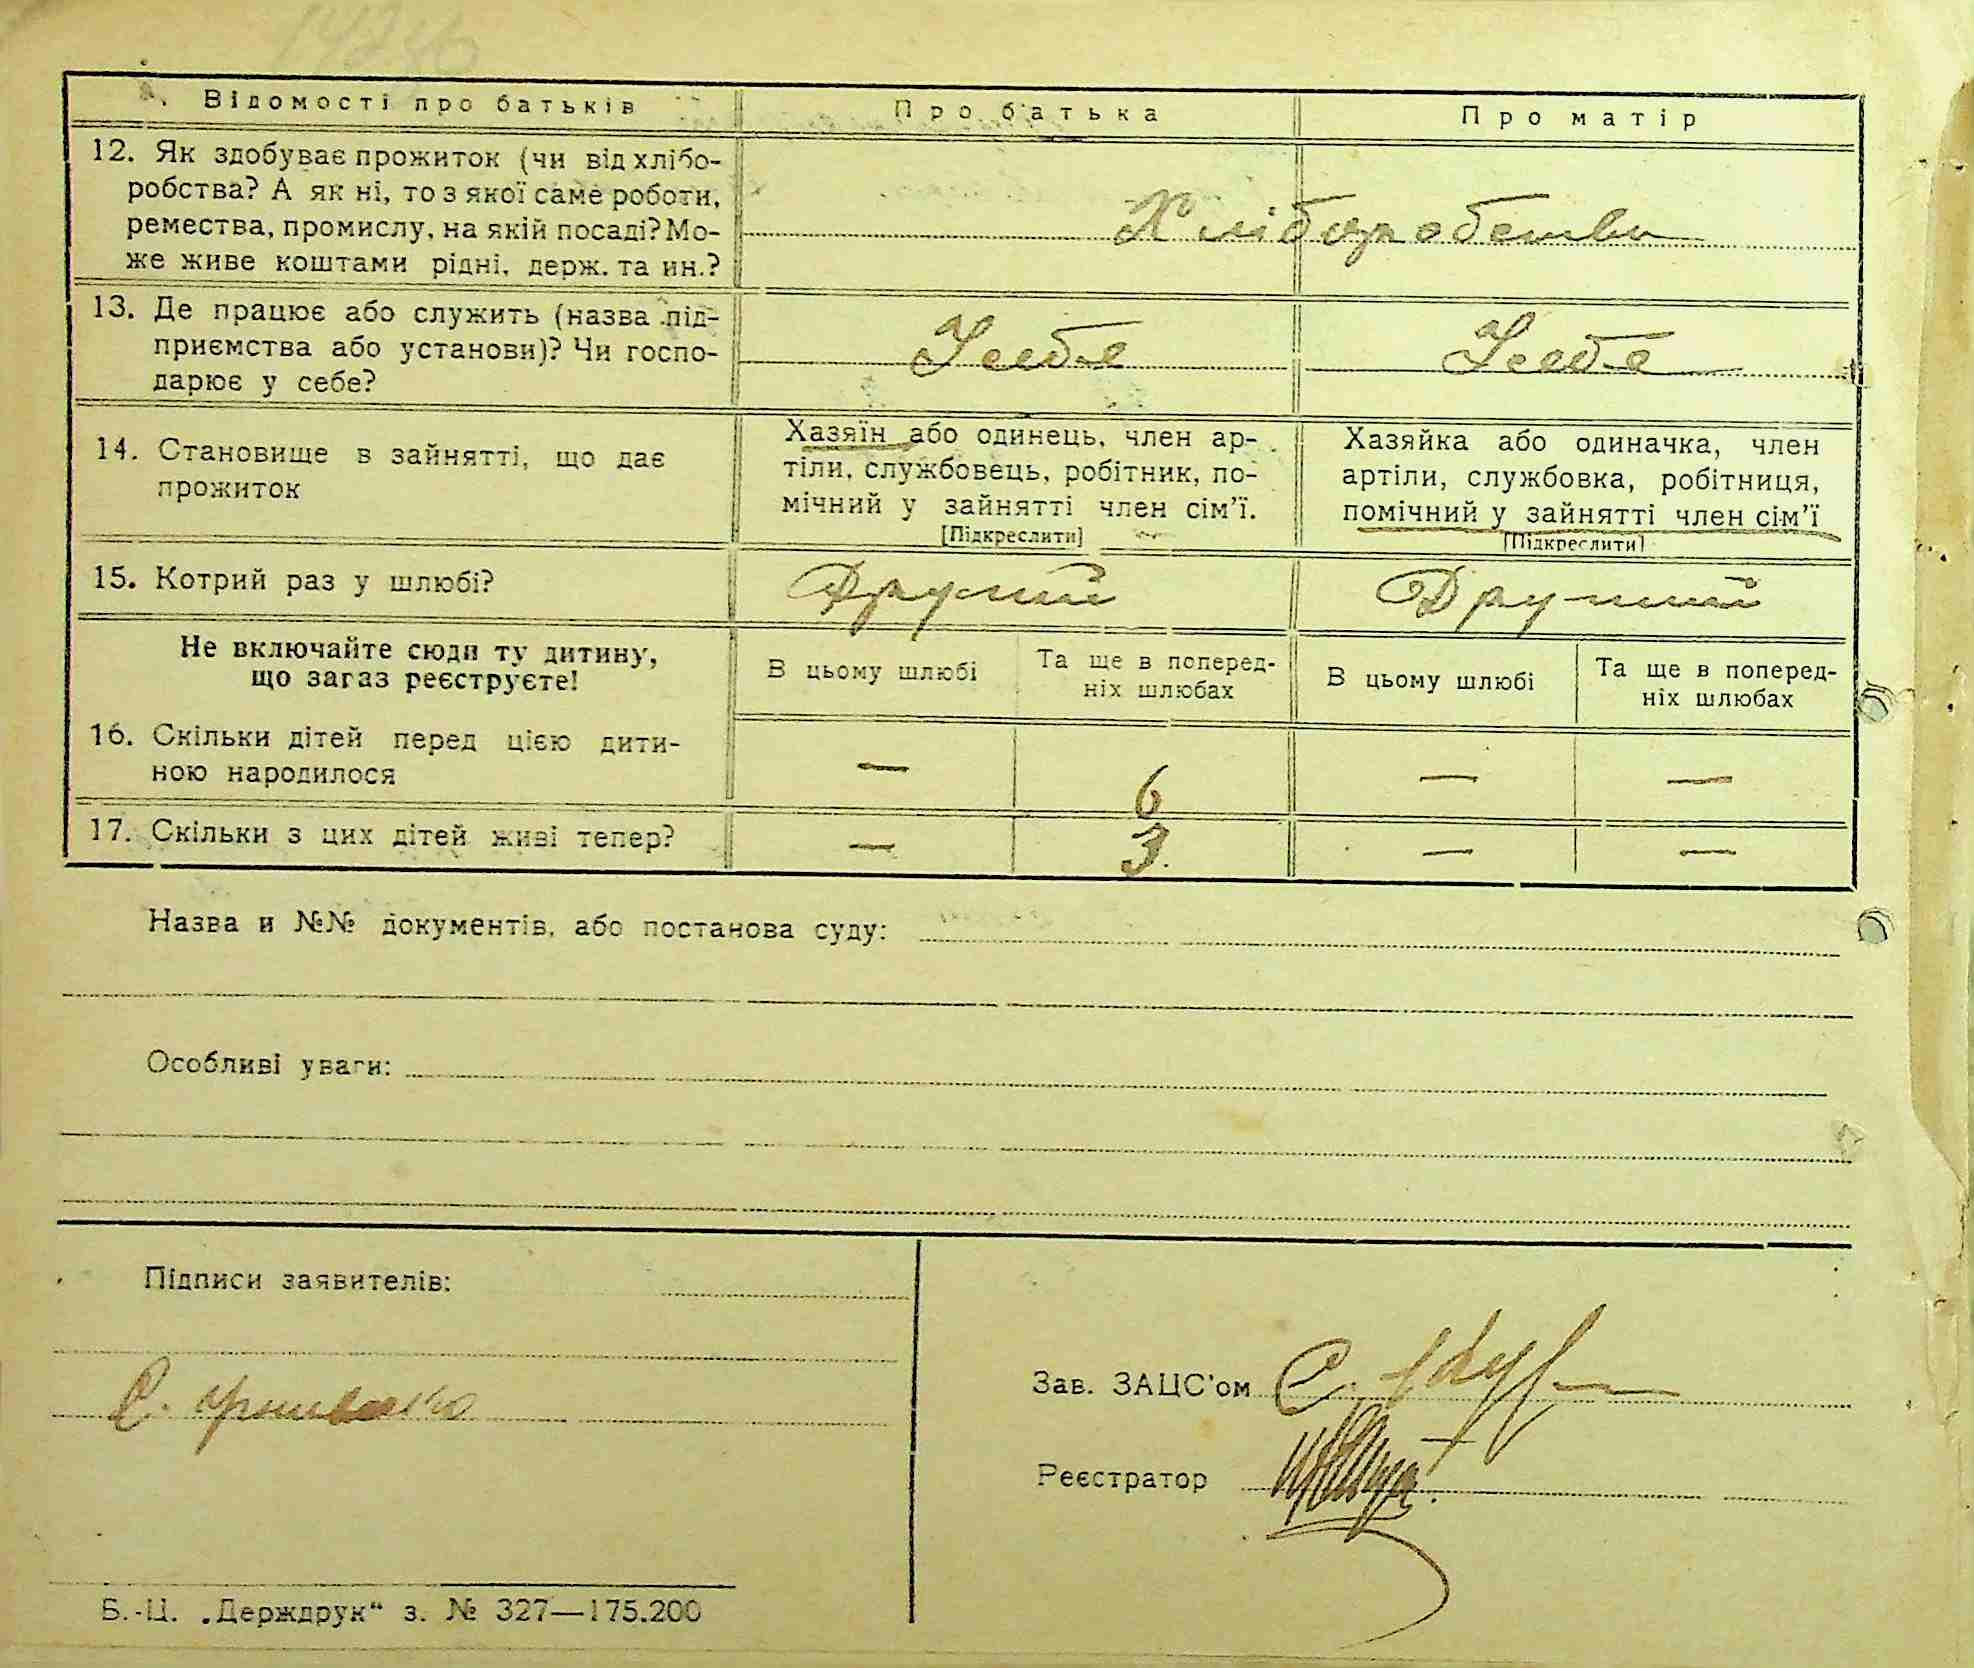 Відомості про батьків
Про батька
Про матір
12. Як здобуває прожиток (чи від хлібо-
робства? А як ні, то з якої саме роботи,
ремества, промислу, на якій посаді? Мо-
же живе коштами рідні, держ. та ин.?
Хліборобство
13. Де працює або служить (назва під-
приємства або установи)? Чи госпо-
дарює у себе?
У себе
У себе
14. Становище в зайнятті, що дає
прожиток
Хазяїн або одинець, член ар-
тіли, службовець, робітник, по-
мічний у зайнятті член сім'ї.
[Підкреслити]
Хазяйка або одиначка, член
артіли, службовка, робітниця,
помічний у зайнятті член сім'ї
[Підкреслити]
15. Котрий раз у шлюбі?
Другий
Другий
Не включайте сюди ту дитину,
що зараз реєструєте!
В цьому шлюбі
Та ще в поперед-
ніх шлюбах
В цьому шлюбі
Та ще в поперед-
ніх шлюбах
16. Скільки дітей перед цією дити-
ною народилося
— 6 — —
17. Скільки з цих дітей живі тепер?
— 3 — —
Назва и №№ документів, або постанова суду:
Особливі уваги:
Підписи заявителів:
С.
Зав. ЗАЦС'ом С.
Реєстратор
Б.-Ц. „Держдрук" з. № 327—175.200